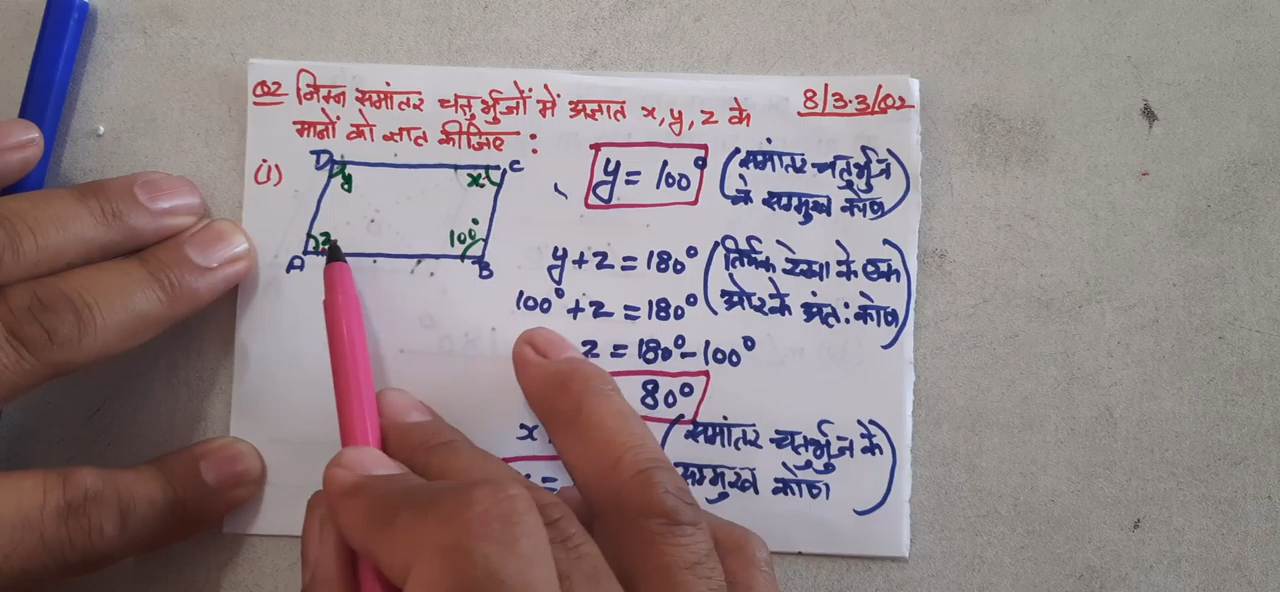 Q2 निम्न समांतर चतुर्भुजों में अज्ञात x, y, z के
मानों को ज्ञात कीजिए :
8/3.3/Q2
(i)
D
C
y
x
z
100°
A
B
y = 100° (समांतर चतुर्भुज
के सम्मुख कोण)
y + z = 180° (तिर्यक रेखा के एक
ओर के अंत: कोण)
100° + z = 180°
z = 180° - 100°
80°
x
(समांतर चतुर्भुज के
सम्मुख कोण)
=